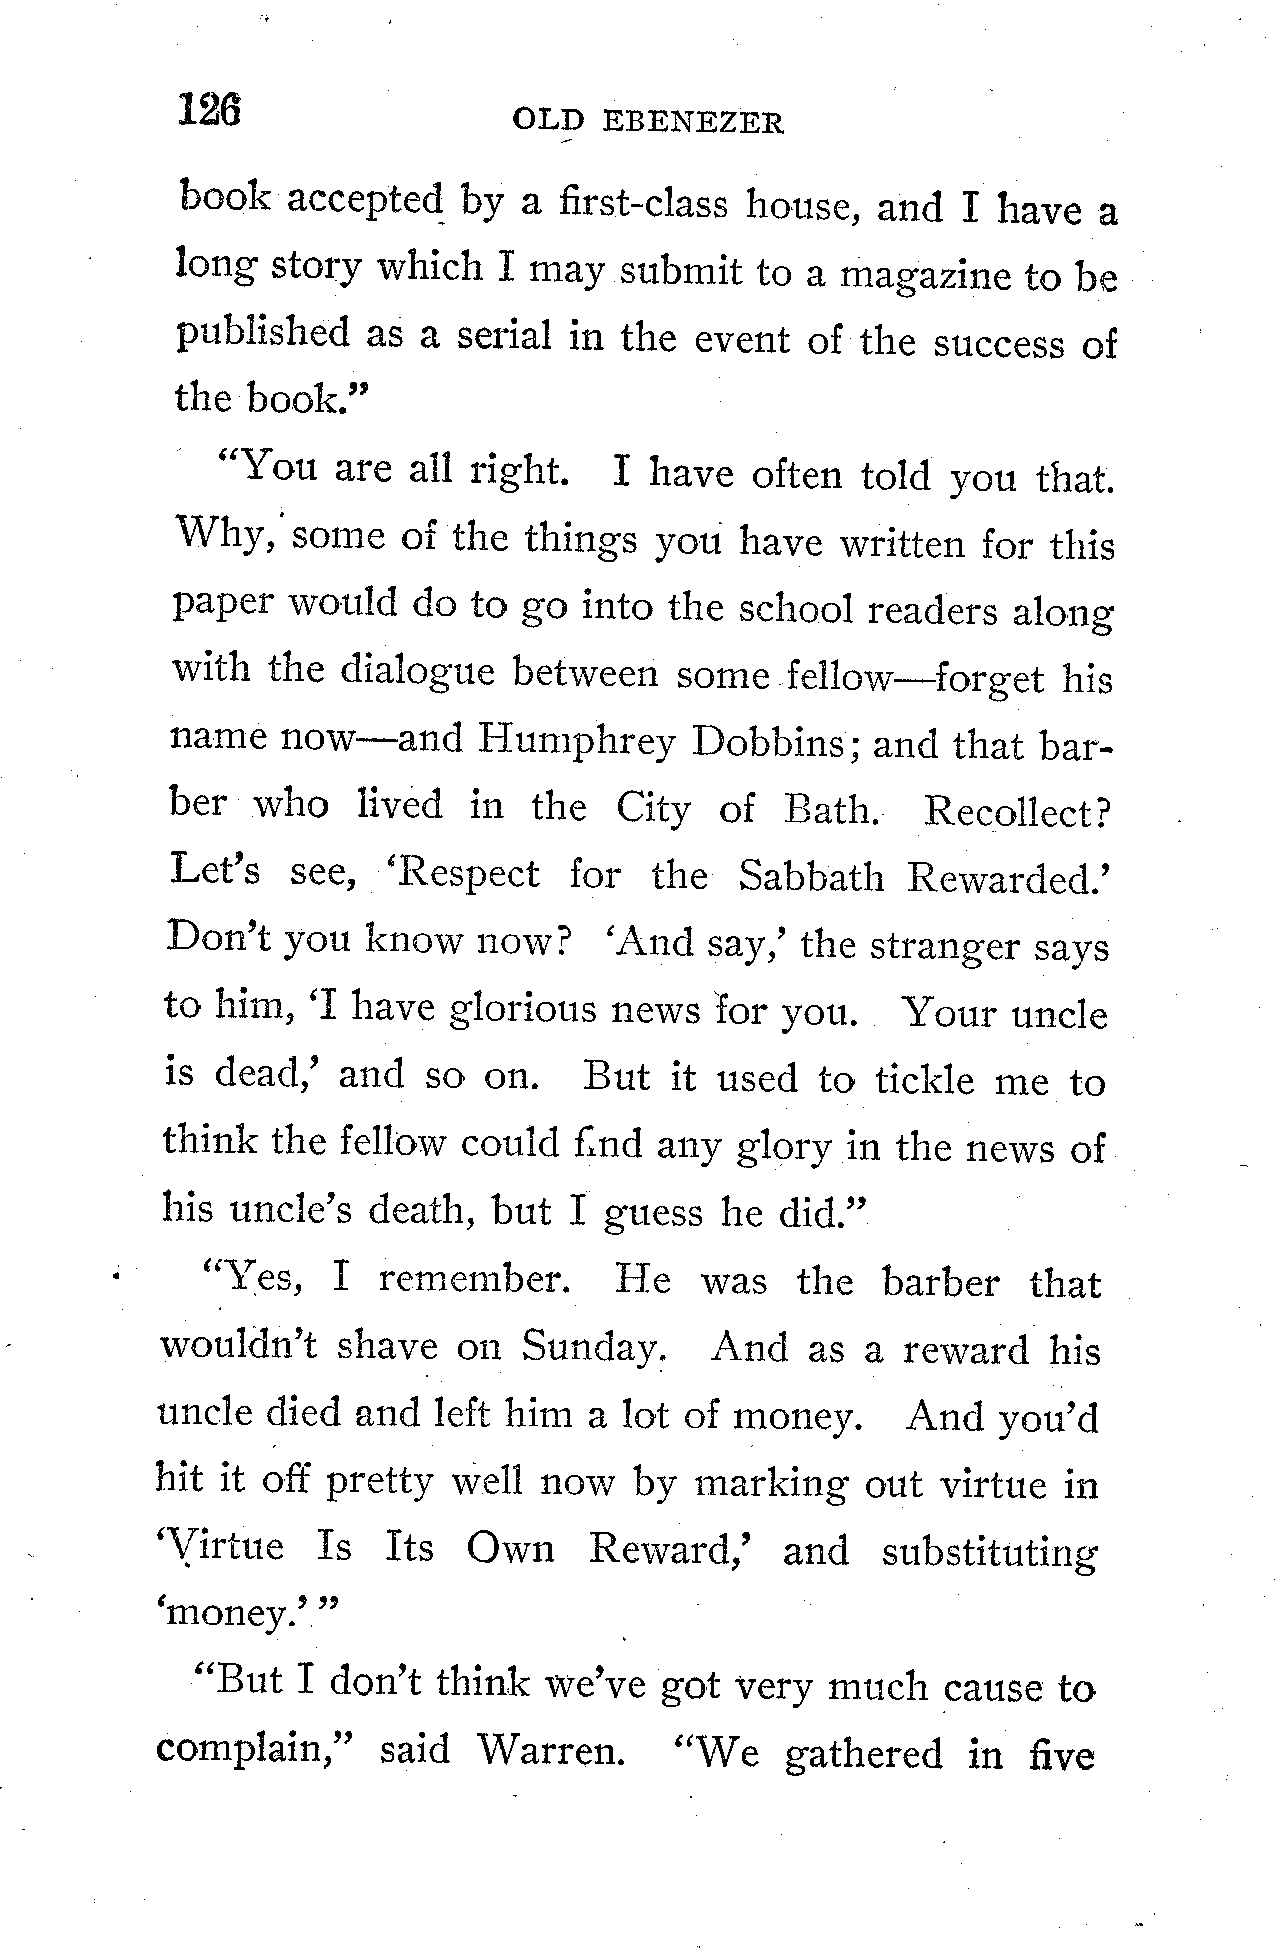 126
OLD EBENEZER
book accepted by a first-class house, and I have a
long story which I may submit to a magazine to be
published as a serial in the event of the success of
the book.”
“You are all right. I have often told you that.
Why, some of the things you have written for this
paper would do to go into the school readers along
with the dialogue between some fellow—forget his
name now—and Humphrey Dobbins; and that bar-
ber who lived in the City of Bath. Recollect?
Let’s see, ‘Respect for the Sabbath Rewarded.’
Don’t you know now? ‘And say,’ the stranger says
to him, ‘I have glorious news for you. Your uncle
is dead,’ and so on. But it used to tickle me to
think the fellow could find any glory in the news of
his uncle’s death, but I guess he did.”
“Yes, I remember. He was the barber that
wouldn’t shave on Sunday. And as a reward his
uncle died and left him a lot of money. And you’d
hit it off pretty well now by marking out virtue in
‘Virtue Is Its Own Reward,’ and substituting
‘money.’ ”
“But I don’t think we’ve got very much cause to
complain,” said Warren. “We gathered in five